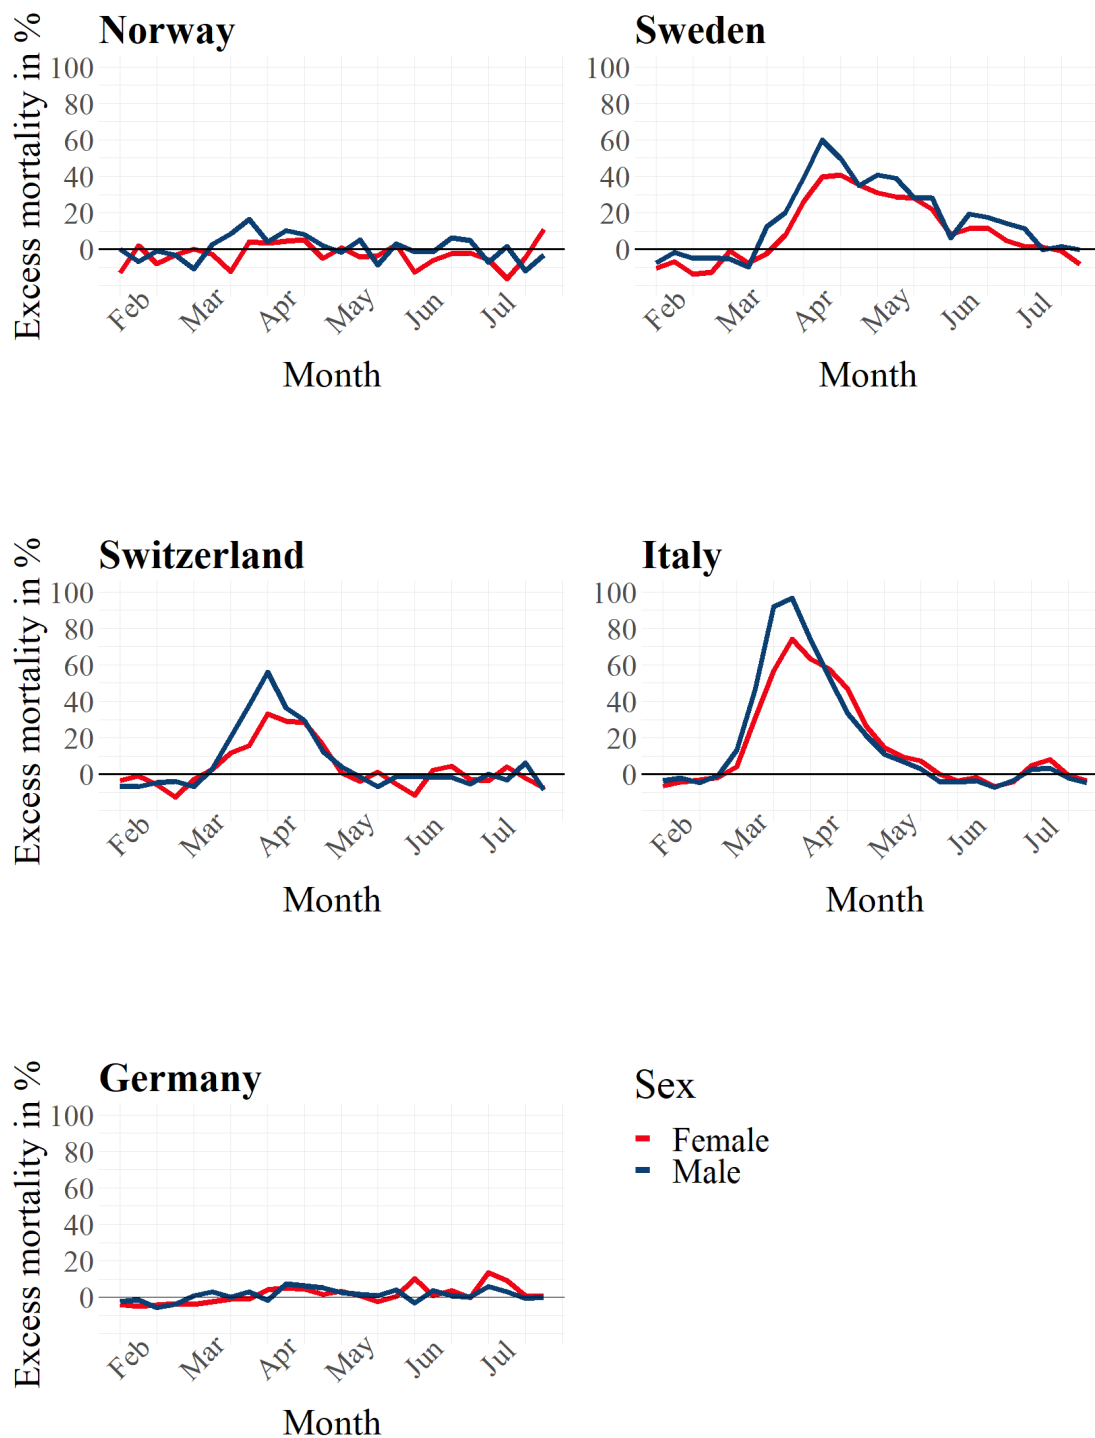 Norway
Excess mortality in %
100
80
60
40
20
0
Feb Mar Apr May Jun Jul
Month
Sweden
100
80
60
40
20
0
Feb Mar Apr May Jun Jul
Month
Switzerland
Excess mortality in %
100
80
60
40
20
0
Feb Mar Apr May Jun Jul
Month
Italy
100
80
60
40
20
0
Feb Mar Apr May Jun Jul
Month
Germany
Excess mortality in %
100
80
60
40
20
0
Feb Mar Apr May Jun Jul
Month
Sex
Female
Male